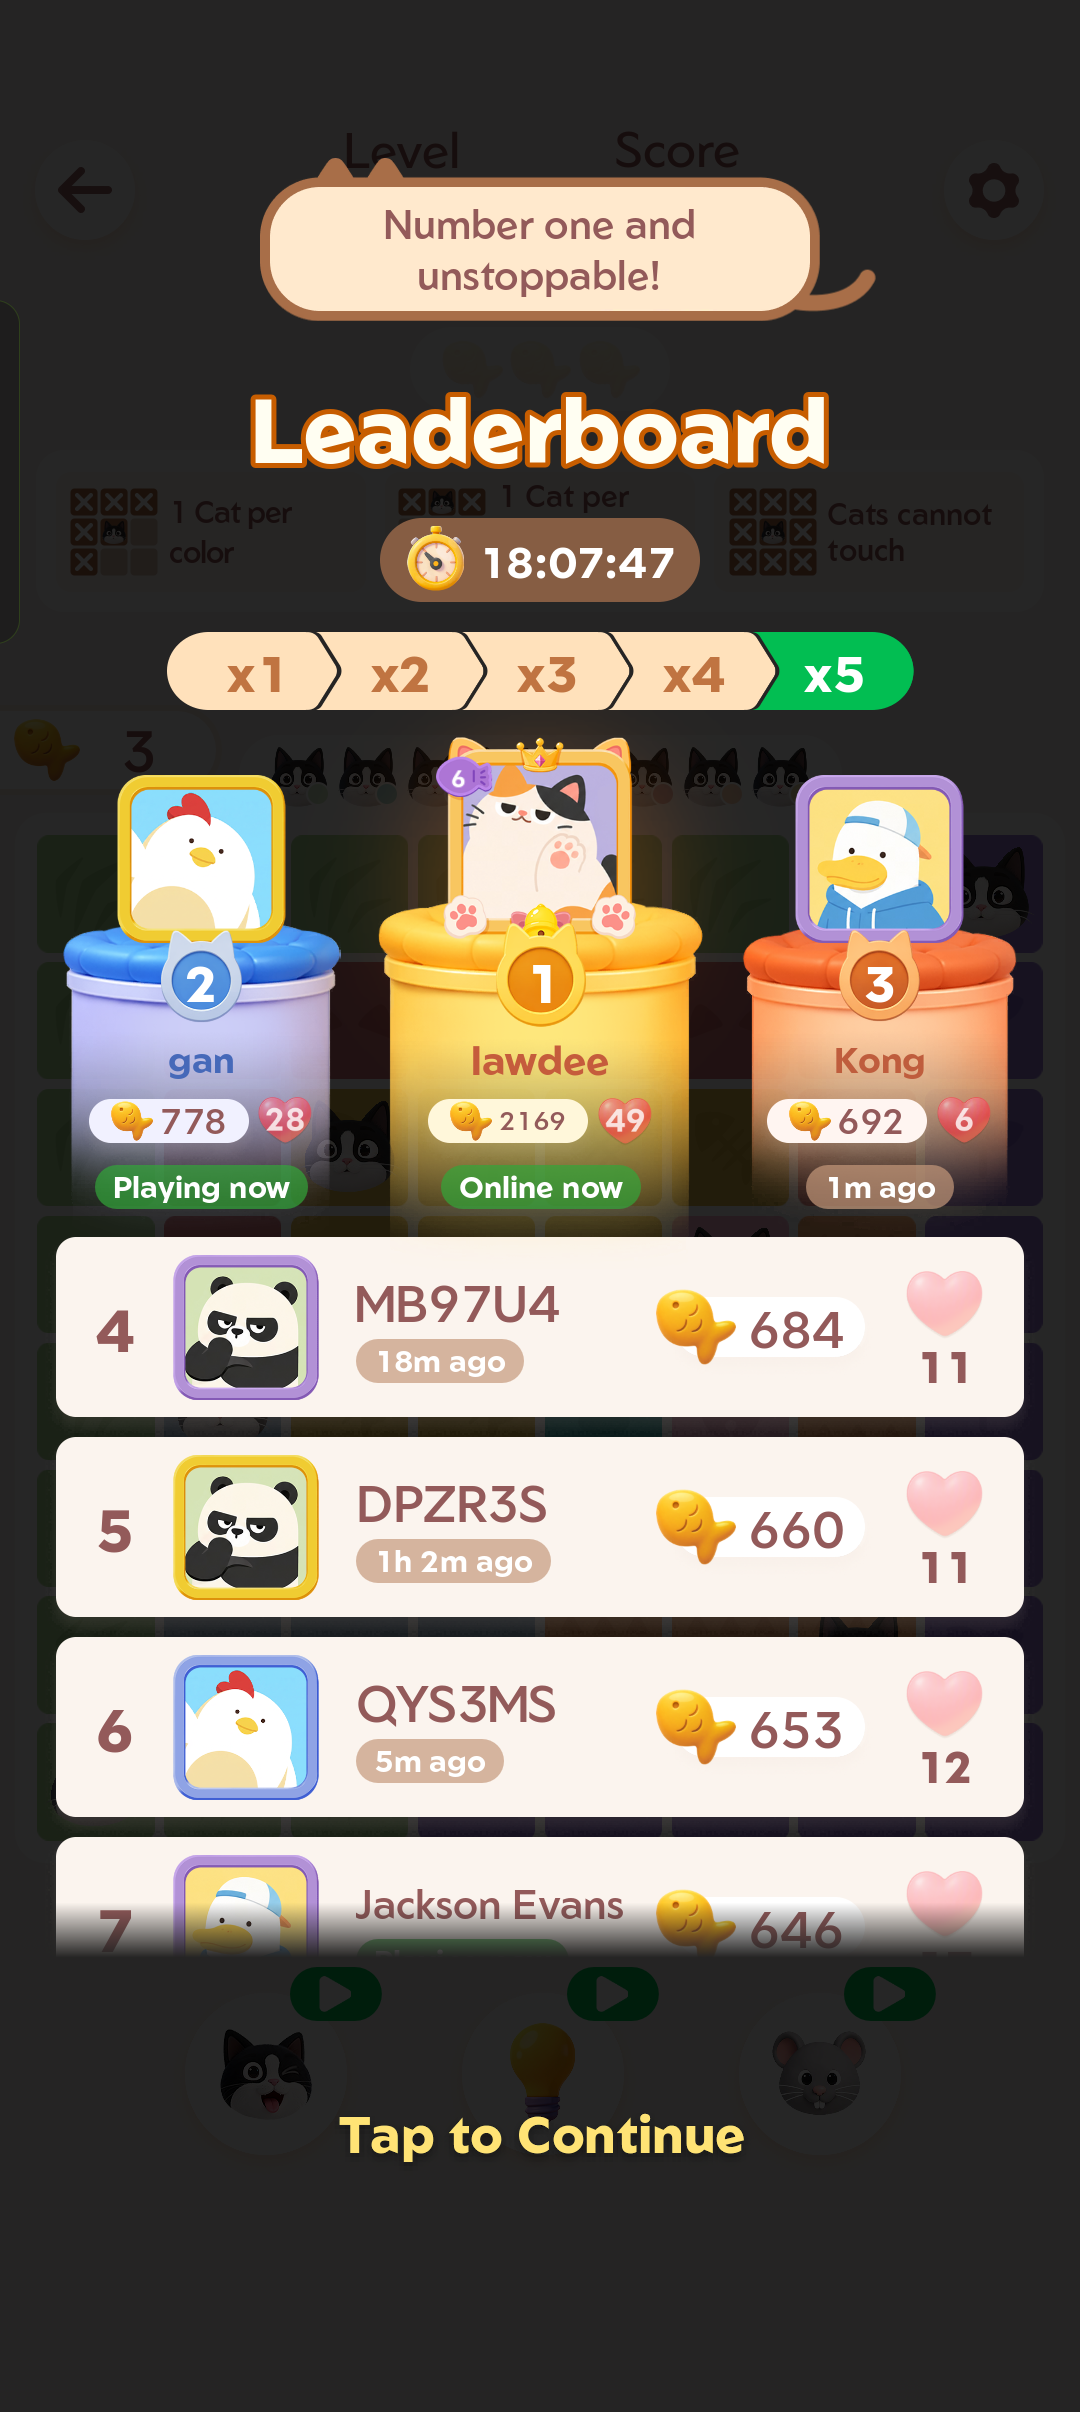 Level
Score
Number one and
unstoppable!
Leaderboard
1 Cat per
color
1 Cat per
Cats cannot
touch
18:07:47
x1
x2
x3
x4
x5
3
6
2
1
3
gan
lawdee
Kong
778
28
2169
49
692
6
Playing now
Online now
1m ago
4
MB97U4
18m ago
684
11
5
DPZR3S
1h 2m ago
660
11
6
QYS3MS
5m ago
653
12
7
Jackson Evans
646
Tap to Continue